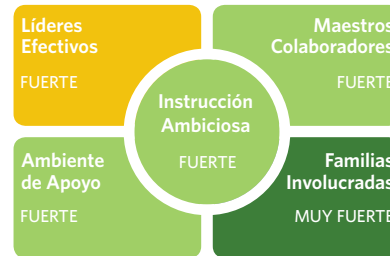 Líderes
Efectivos
FUERTE
Maestros
Colaboradores
FUERTE
Instrucción
Ambiciosa
FUERTE
Ambiente
de Apoyo
FUERTE
Familias
Involucradas
MUY FUERTE